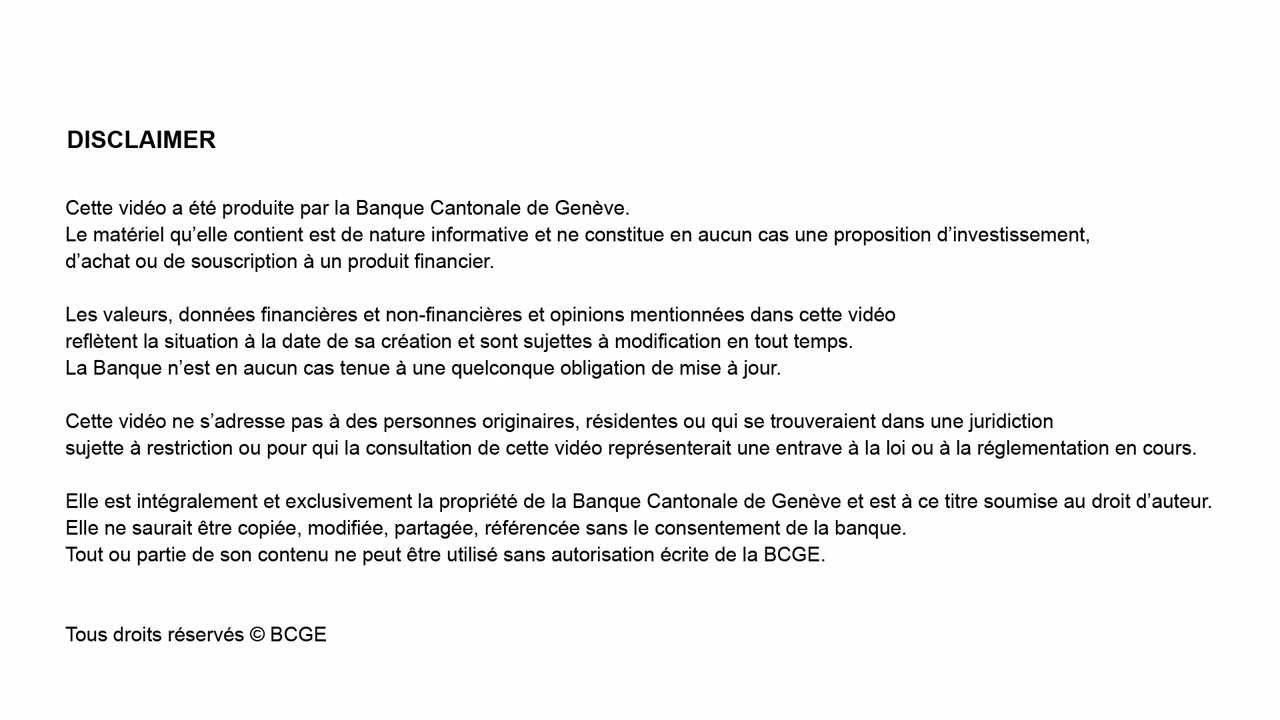 DISCLAIMER
Cette vidéo a été produite par la Banque Cantonale de Genève.
Le matériel qu’elle contient est de nature informative et ne constitue en aucun cas une proposition d’investissement,
d’achat ou de souscription à un produit financier.
Les valeurs, données financières et non-financières et opinions mentionnées dans cette vidéo
reflètent la situation à la date de sa création et sont sujettes à modification en tout temps.
La Banque n’est en aucun cas tenue à une quelconque obligation de mise à jour.
Cette vidéo ne s’adresse pas à des personnes originaires, résidentes ou qui se trouveraient dans une juridiction
sujette à restriction ou pour qui la consultation de cette vidéo représenterait une entrave à la loi ou à la réglementation en cours.
Elle est intégralement et exclusivement la propriété de la Banque Cantonale de Genève et est à ce titre soumise au droit d’auteur.
Elle ne saurait être copiée, modifiée, partagée, référencée sans le consentement de la banque.
Tout ou partie de son contenu ne peut être utilisé sans autorisation écrite de la BCGE.
Tous droits réservés © BCGE